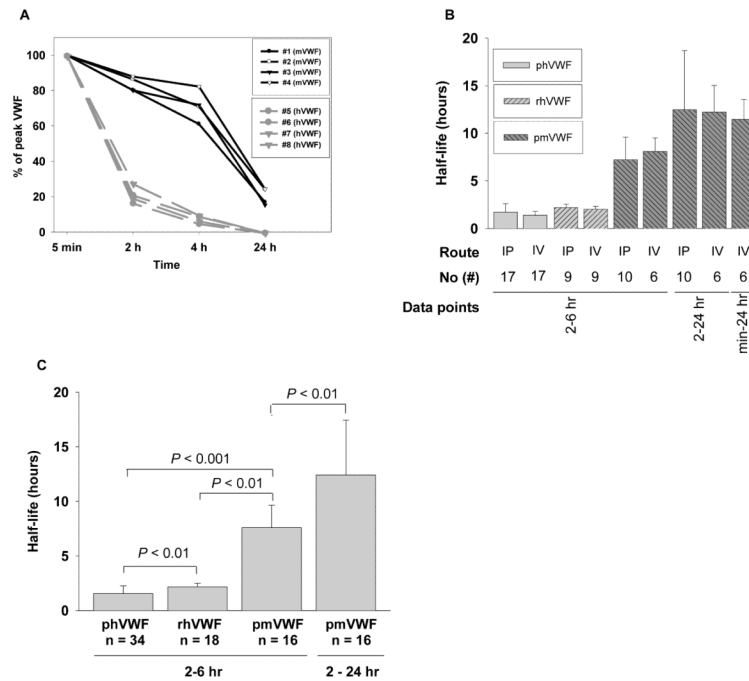 A
100
80
60
40
20
0
% of peak VWF
5 min 2 h 4 h 24 h
Time
#1 (mVWF)
#2 (mVWF)
#3 (mVWF)
#4 (mVWF)
#5 (hVWF)
#6 (hVWF)
#7 (hVWF)
#8 (hVWF)
B
20
15
10
5
0
Half-life (hours)
phVWF
rhVWF
pmVWF
Route IP IV IP IV IP IV IP IV IV
No (#) 17 17 9 9 10 6 10 6 6
Data points
2-6 hr
2-24 hr
min-24 hr
C
20
15
10
5
0
Half-life (hours)
P < 0.01
P < 0.001
P < 0.01
P < 0.01
phVWF rhVWF pmVWF pmVWF
n = 34 n = 18 n = 16 n = 16
2-6 hr 2 - 24 hr